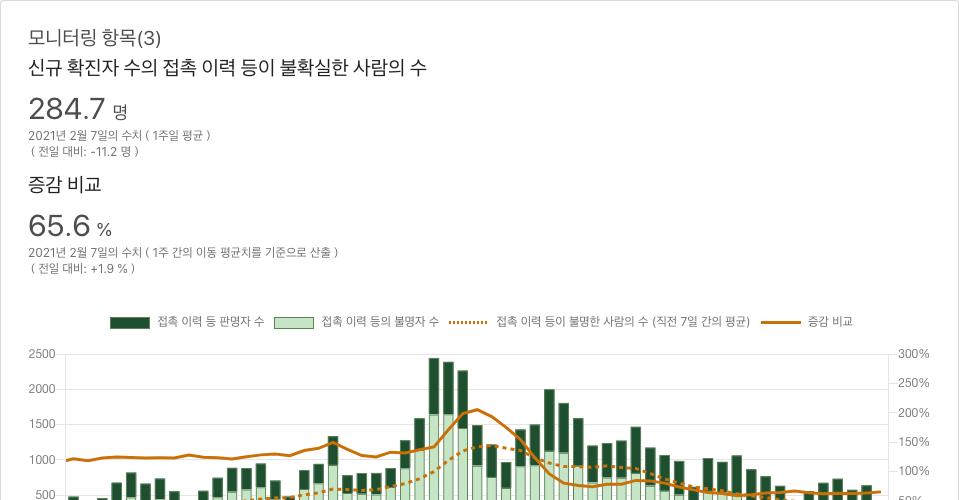 모니터링 항목(3)
신규 확진자 수의 접촉 이력 등이 불확실한 사람의 수
284.7 명
2021년 2월 7일의 수치 ( 1주일 평균 )
( 전일 대비: -11.2 명 )
증감 비교
65.6 %
2021년 2월 7일의 수치 ( 1주 간의 이동 평균치를 기준으로 산출 )
( 전일 대비: +1.9 % )
접촉 이력 등 판명자 수 접촉 이력 등의 불명자 수 접촉 이력 등이 불명한 사람의 수 (직전 7일 간의 평균) 증감 비교
2500 300%
250%
2000
200%
1500
150%
1000
100%
500
50%